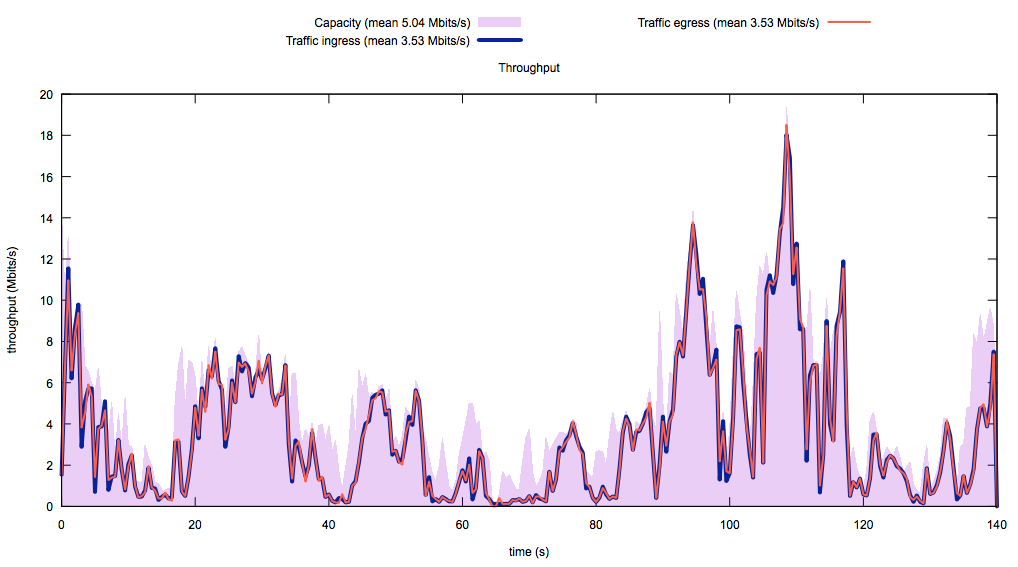 Capacity (mean 5.04 Mbits/s)
Traffic egress (mean 3.53 Mbits/s)
Traffic ingress (mean 3.53 Mbits/s)
Throughput
20
18
16
14
12
10
8
6
4
2
0
throughput (Mbits/s)
0 20 40 60 80 100 120 140
time (s)